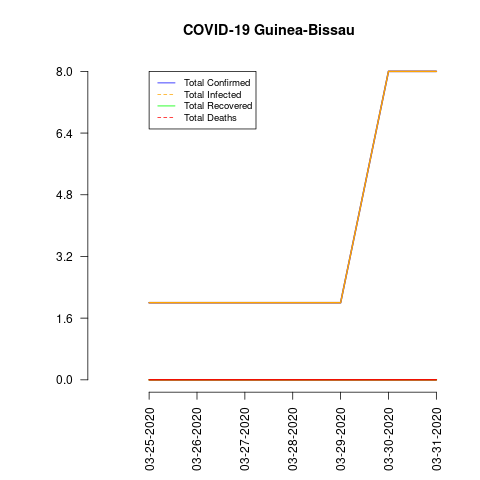 COVID-19 Guinea-Bissau
8.0
6.4
4.8
3.2
1.6
0.0
Total Confirmed
Total Infected
Total Recovered
Total Deaths
03-25-2020
03-26-2020
03-27-2020
03-28-2020
03-29-2020
03-30-2020
03-31-2020